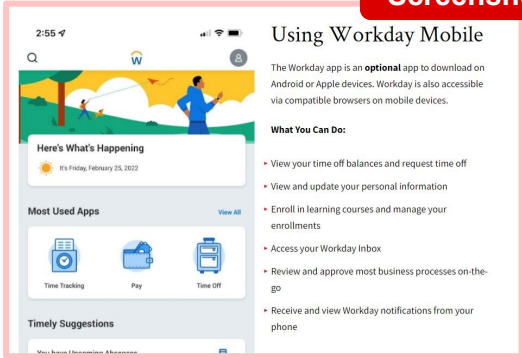 Screensho
2:55
Using Workday Mobile
The Workday app is an optional app to download on
Android or Apple devices. Workday is also accessible
via compatible browsers on mobile devices.
What You Can Do:
▸ View your time off balances and request time off
▸ View and update your personal information
▸ Enroll in learning courses and manage your
enrollments
▸ Access your Workday Inbox
▸ Review and approve most business processes on-the-
go
▸ Receive and view Workday notifications from your
phone
Here's What's Happening
It's Friday, February 25, 2022
Most Used Apps
View All
Time Tracking
Pay
Time Off
Timely Suggestions
You have Upcoming Absences